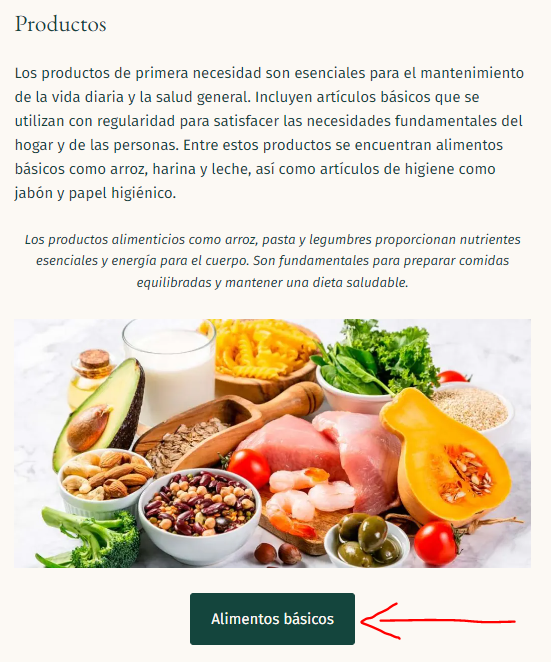 Productos
Los productos de primera necesidad son esenciales para el mantenimiento
de la vida diaria y la salud general. Incluyen artículos básicos que se
utilizan con regularidad para satisfacer las necesidades fundamentales del
hogar y de las personas. Entre estos productos se encuentran alimentos
básicos como arroz, harina y leche, así como artículos de higiene como
jabón y papel higiénico.
Los productos alimenticios como arroz, pasta y legumbres proporcionan nutrientes
esenciales y energía para el cuerpo. Son fundamentales para preparar comidas
equilibradas y mantener una dieta saludable.
Alimentos básicos